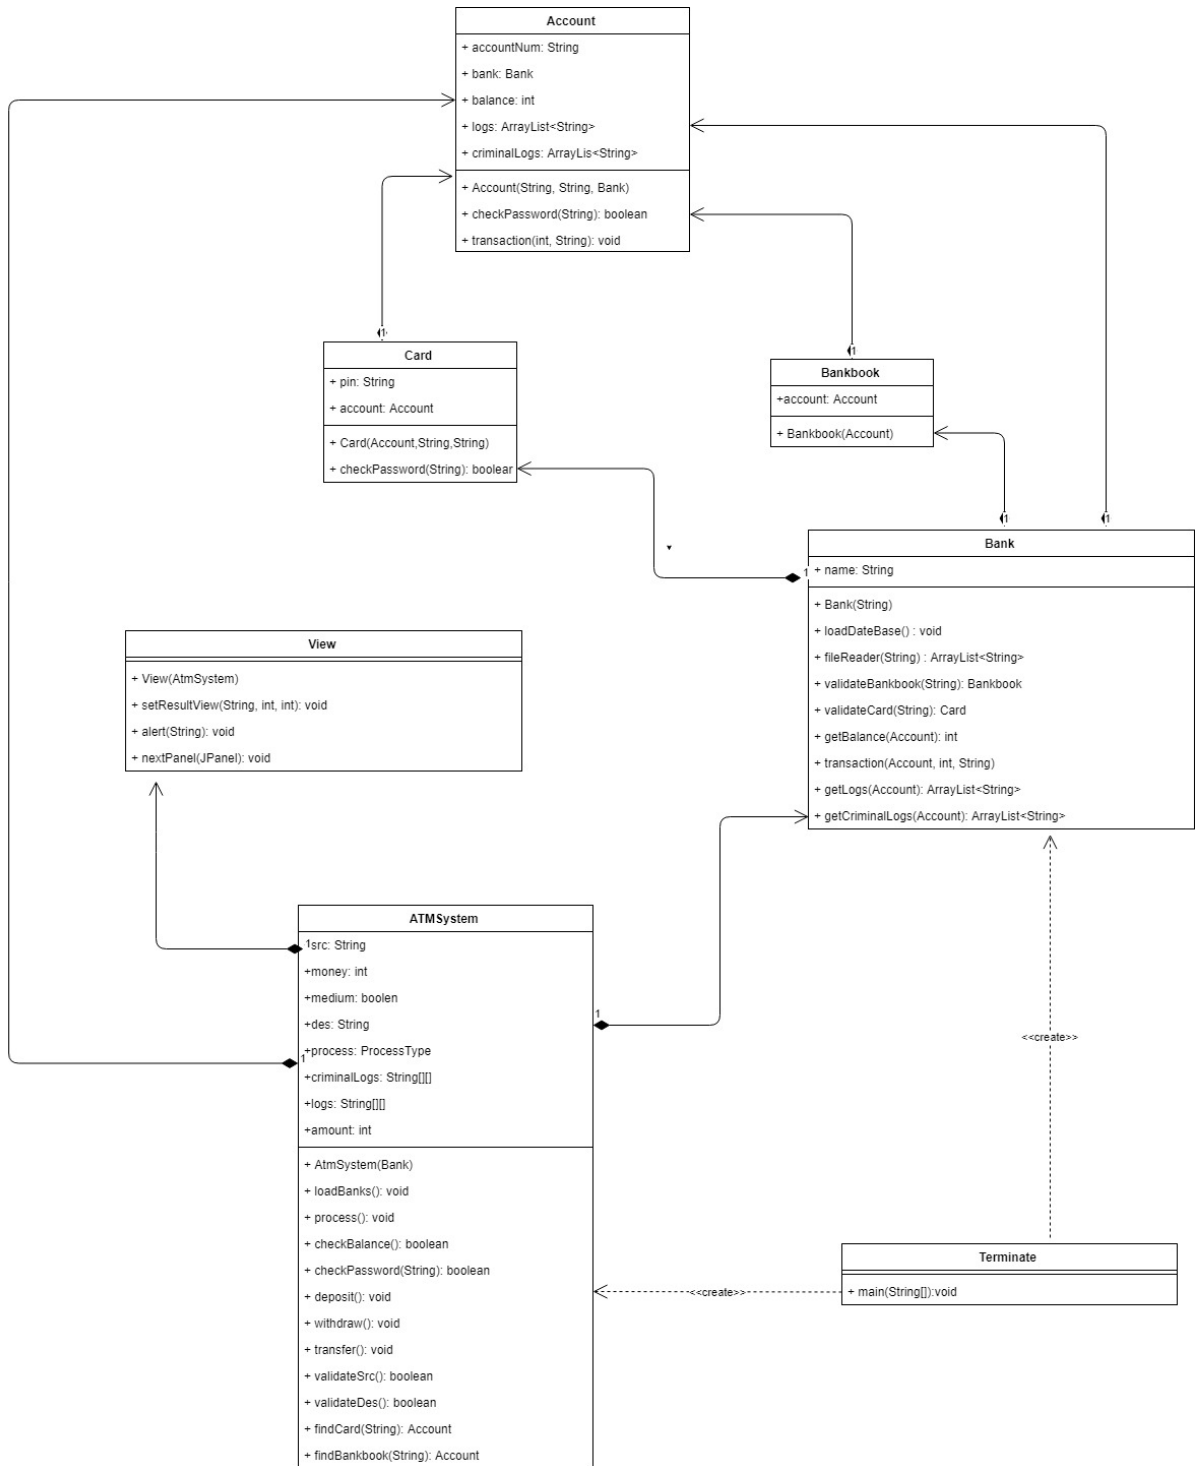 Account
+ accountNum: String
+ bank: Bank
+ balance: int
+ logs: ArrayList<String>
+ criminalLogs: ArrayLis<String>
+ Account(String, String, Bank)
+ checkPassword(String): boolean
+ transaction(int, String): void
1
1
Card
+ pin: String
+ account: Account
+ Card(Account,String,String)
+ checkPassword(String): boolear
Bankbook
+account: Account
+ Bankbook(Account)
1
1
Bank
1
+ name: String
+ Bank(String)
+ loadDateBase() : void
+ fileReader(String) : ArrayList<String>
+ validateBankbook(String): Bankbook
+ validateCard(String): Card
+ getBalance(Account): int
+ transaction(Account, int, String)
+ getLogs(Account): ArrayList<String>
+ getCriminalLogs(Account): ArrayList<String>
View
+ View(AtmSystem)
+ setResultView(String, int, int): void
+ alert(String): void
+ nextPanel(JPanel): void
ATMSystem
1
src: String
+money: int
+medium: boolen
+des: String
1
+process: ProcessType
1
+criminalLogs: String[][]
+logs: String[][]
+amount: int
+ AtmSystem(Bank)
+ loadBanks(): void
+ process(): void
+ checkBalance(): boolean
+ checkPassword(String): boolean
+ deposit(): void
+ withdraw(): void
+ transfer(): void
+ validateSrc(): boolean
+ validateDes(): boolean
+ findCard(String): Account
+ findBankbook(String): Account
<<create>>
Terminate
+ main(String[]):void
<<create>>